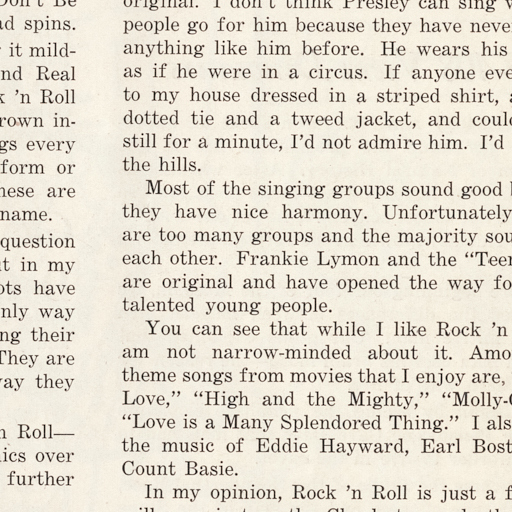 Don't Be
ad spins.
it mild-
nd Real
k 'n Roll
rown in-
gs every
form or
hese are
name.
question
t in my
ots have
nly way
ng their
They are
way they
n Roll—
ics over
further
original. I don't think Presley can sing
people go for him because they have neve
anything like him before. He wears his
as if he were in a circus. If anyone eve
to my house dressed in a striped shirt, a
dotted tie and a tweed jacket, and coul
still for a minute, I'd not admire him. I'd
the hills.
Most of the singing groups sound good
they have nice harmony. Unfortunately
are too many groups and the majority sou
each other. Frankie Lymon and the "Teen
are original and have opened the way fo
talented young people.
You can see that while I like Rock 'n
am not narrow-minded about it. Amo
theme songs from movies that I enjoy are,
Love," "High and the Mighty," "Molly-
"Love is a Many Splendored Thing." I als
the music of Eddie Hayward, Earl Bost
Count Basie.
In my opinion, Rock 'n Roll is just a f